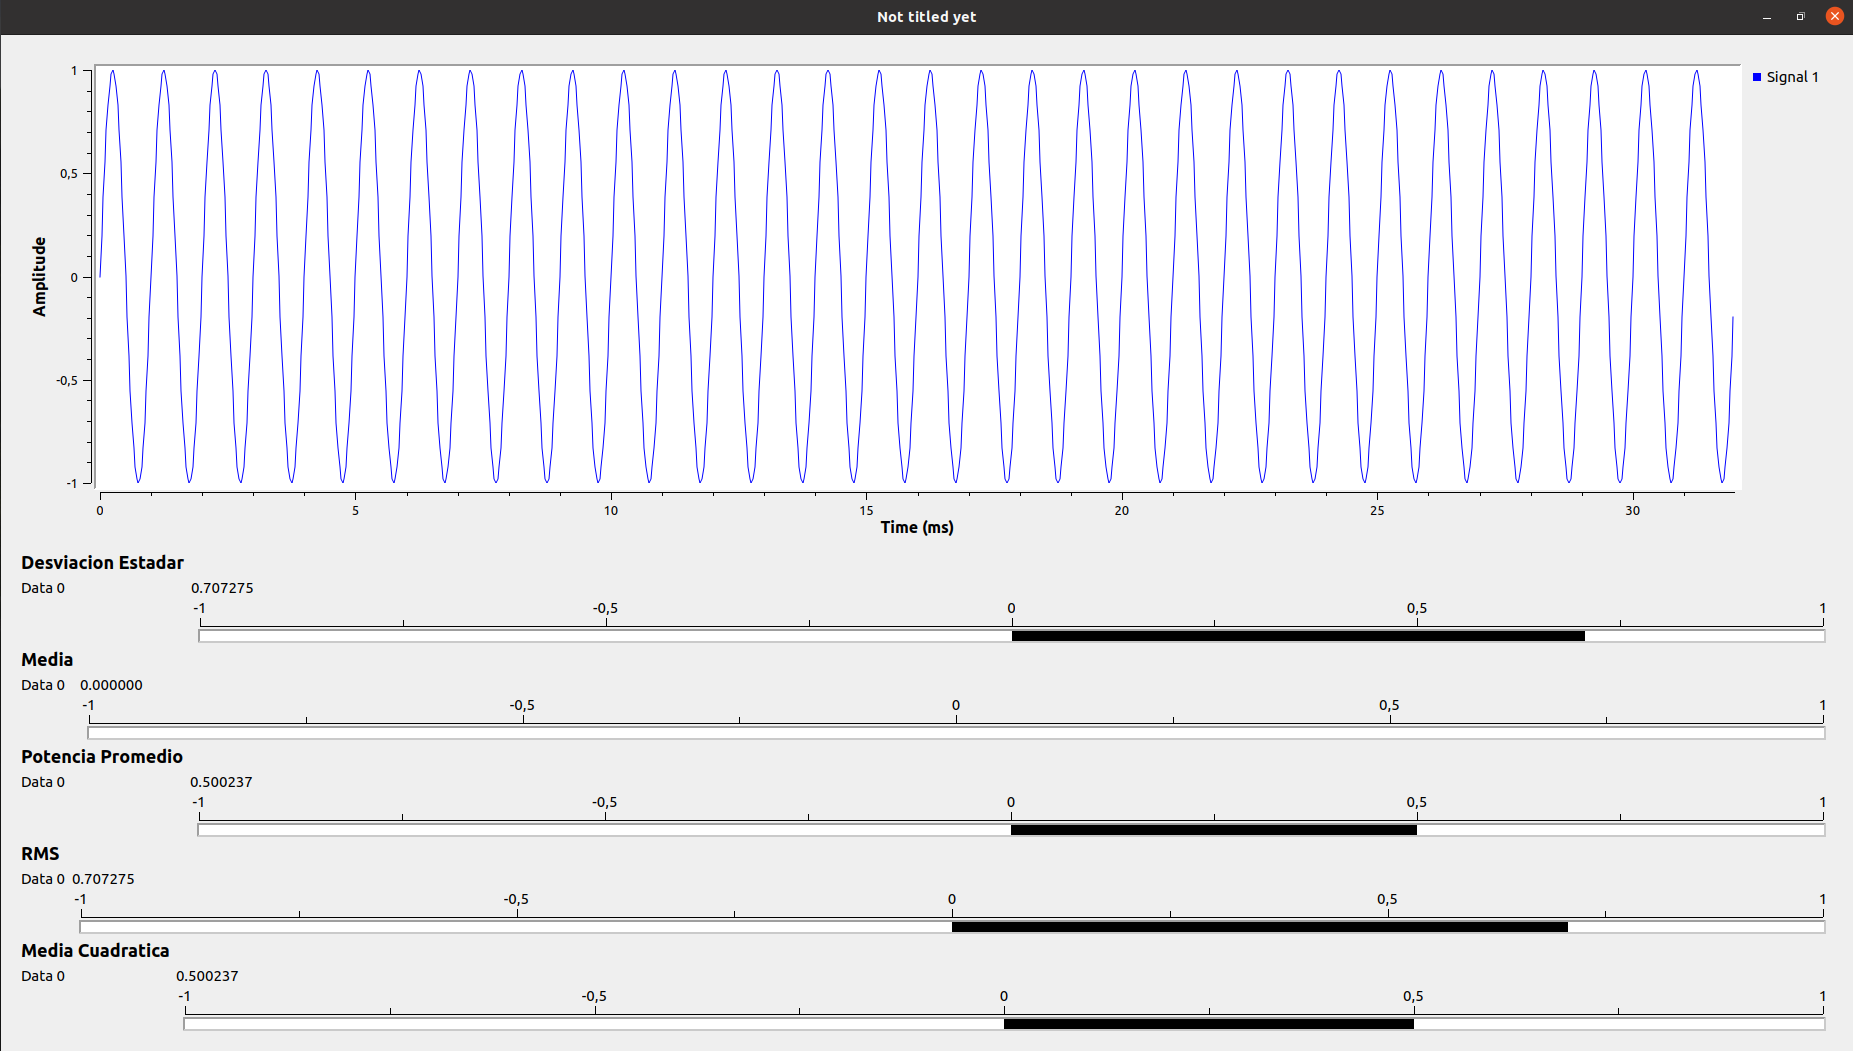 Not titled yet
Signal 1
1
0,5
0
-0,5
-1
Amplitude
0 5 10 15 20 25 30
Time (ms)
Desviacion Estadar
Data 0 0.707275
-1 -0,5 0 0,5 1
Media
Data 0 0.000000
-1 -0,5 0 0,5 1
Potencia Promedio
Data 0 0.500237
-1 -0,5 0 0,5 1
RMS
Data 0 0.707275
-1 -0,5 0 0,5 1
Media Cuadratica
Data 0 0.500237
-1 -0,5 0 0,5 1